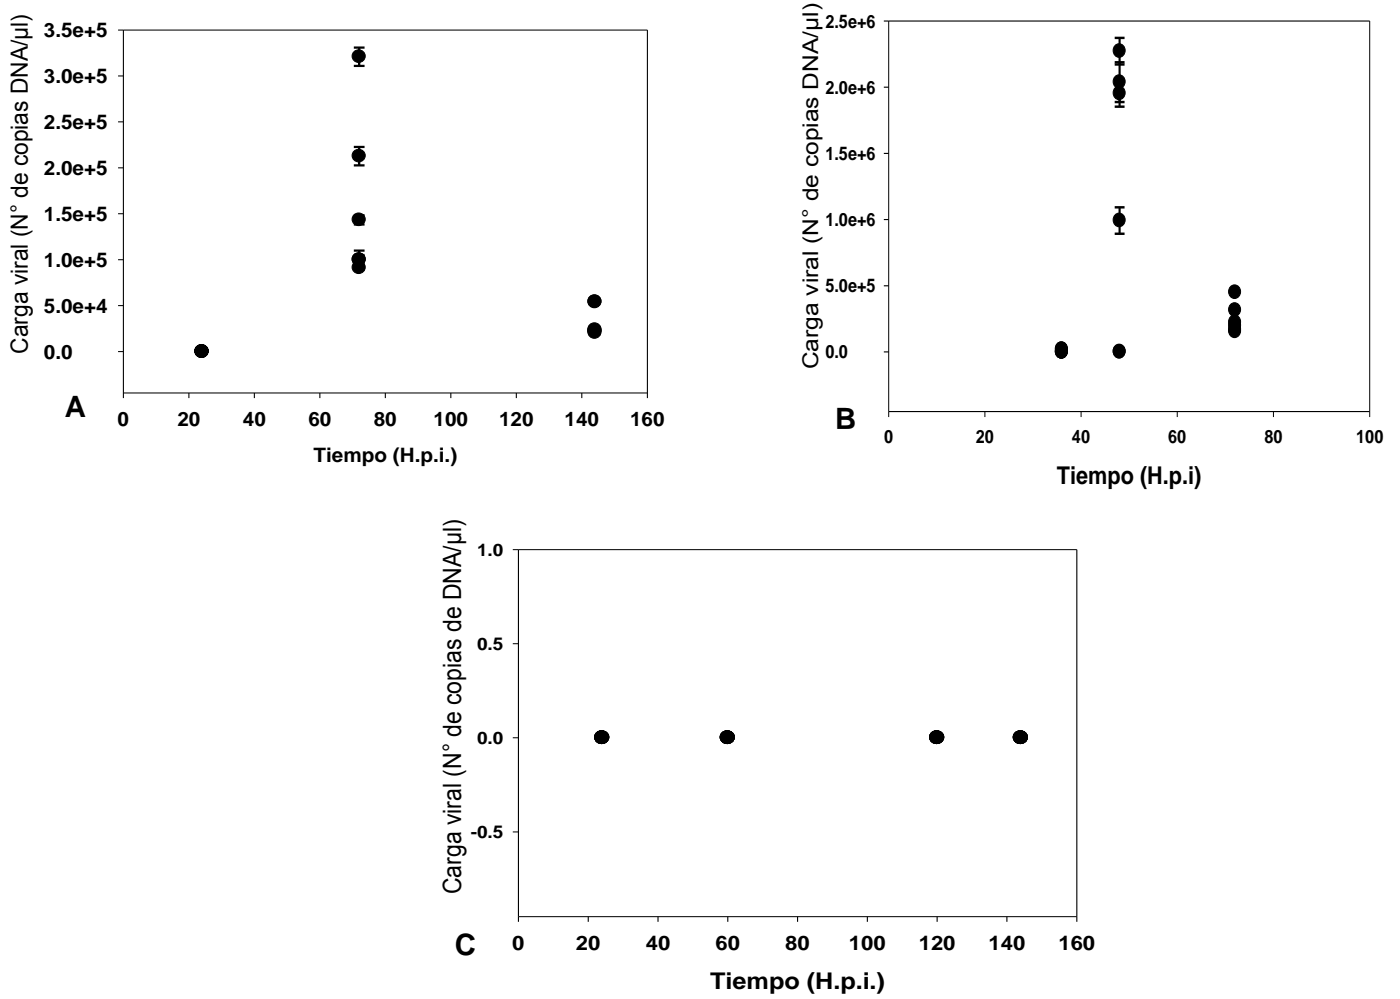 Carga viral (N° de copias DNA/µl)
3.5e+5
3.0e+5
2.5e+5
2.0e+5
1.5e+5
1.0e+5
5.0e+4
0.0
A
0 20 40 60 80 100 120 140 160
Tiempo (H.p.i.)
Carga viral (N° de copias DNA/µl)
2.5e+6
2.0e+6
1.5e+6
1.0e+6
5.0e+5
0.0
B
0 20 40 60 80 100
Tiempo (H.p.i)
Carga viral (N° de copias de DNA/µl)
1.0
0.5
0.0
-0.5
C
0 20 40 60 80 100 120 140 160
Tiempo (H.p.i.)